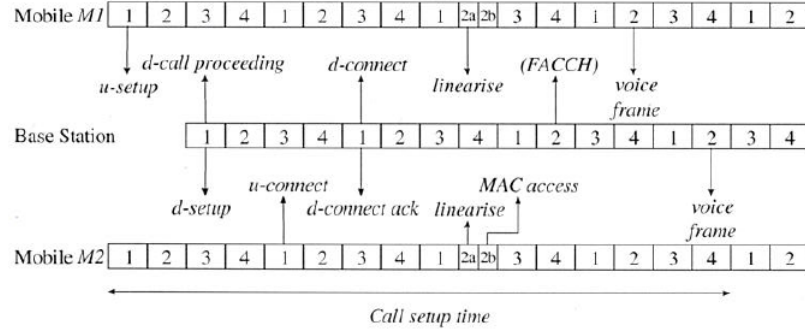 Mobile M1 1 2 3 4 1 2 3 4 1 2a 2b 3 4 1 2 3 4 1 2
d-call proceeding d-connect (FACCH)
u-setup linearise voice
frame
Base Station 1 2 3 4 1 2 3 4 1 2 3 4 1 2 3 4
u-connect MAC access
d-setup d-connect ack linearise voice
frame
Mobile M2 1 2 3 4 1 2 3 4 1 2a 2b 3 4 1 2 3 4 1 2
Call setup time